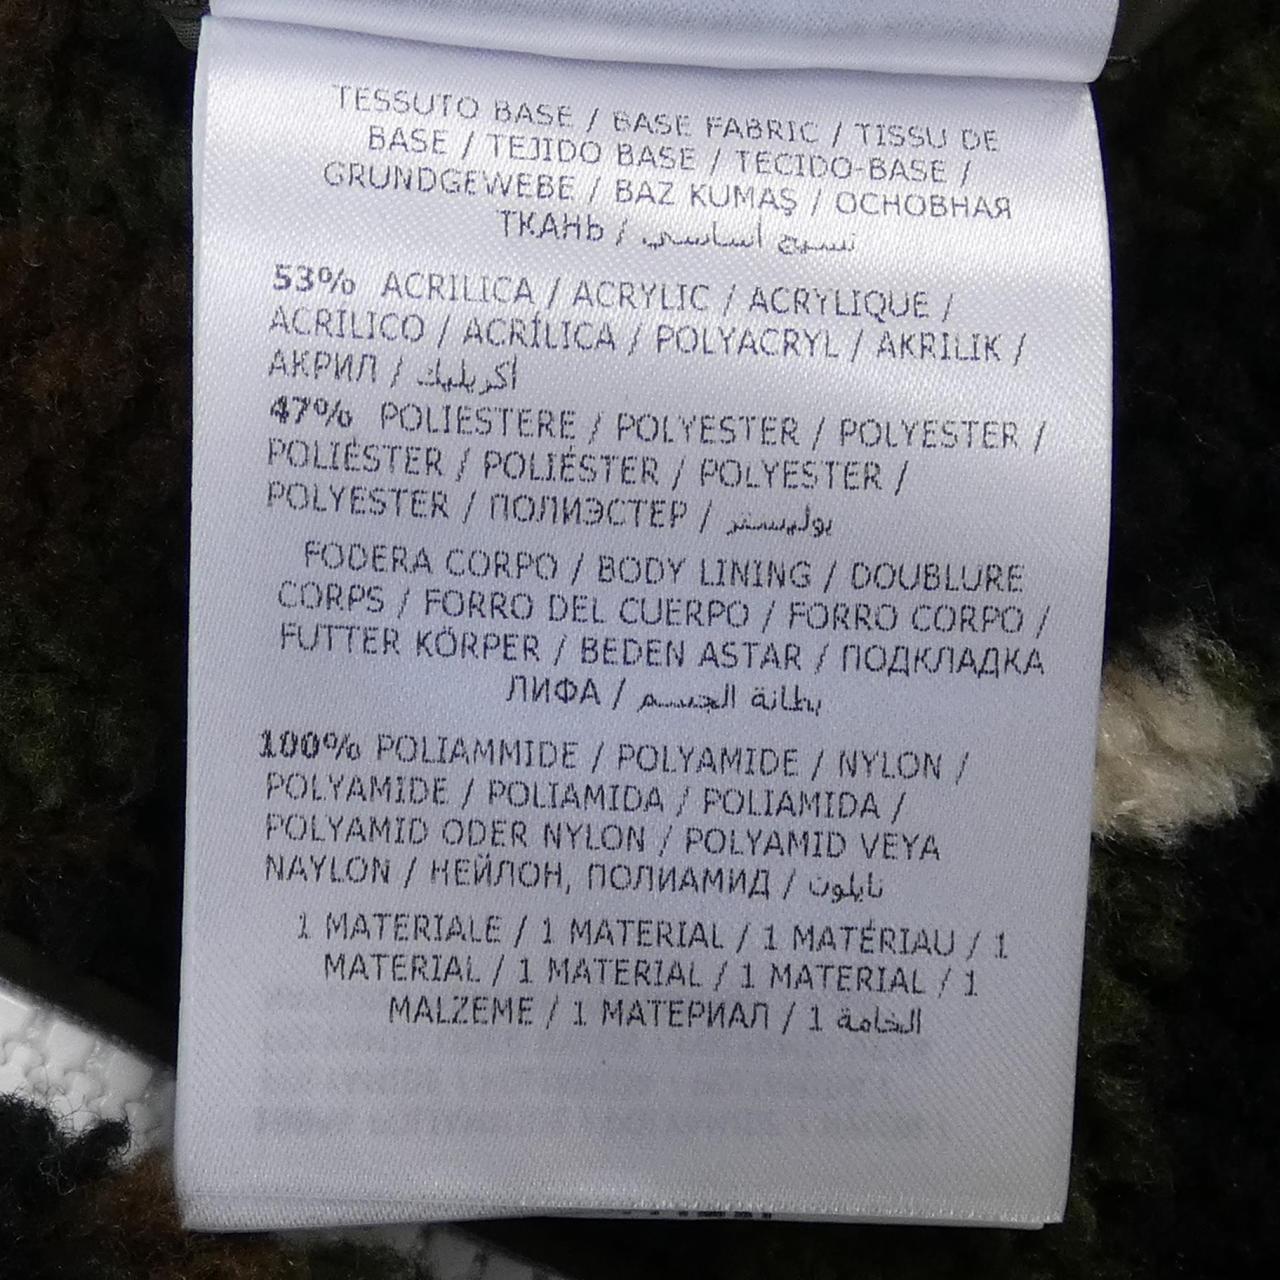 TESSUTO BASE / BASE FABRIC / TISSU DE
BASE / TEJIDO BASE / TECIDO-BASE /
GRUNDGEWEBE / BAZ KUMAŞ / ОСНОВНАЯ
ТКАНЬ / نسيج أساسي
53% ACRILICA / ACRYLIC / ACRYLIQUE /
ACRILICO / ACRÍLICA / POLYACRYL / AKRILIK /
АКРИЛ / أكريليك
47% POLIESTERE / POLYESTER / POLYESTER /
POLIÉSTER / POLIÉSTER / POLYESTER /
POLYESTER / ПОЛИЭСТЕР / بوليستر
FODERA CORPO / BODY LINING / DOUBLURE
CORPS / FORRO DEL CUERPO / FORRO CORPO /
FUTTER KÖRPER / BEDEN ASTAR / ПОДКЛАДКА
ЛИФА / بطانة الجسم
100% POLIAMMIDE / POLYAMIDE / NYLON /
POLYAMIDE / POLIAMIDA / POLIAMIDA /
POLYAMID ODER NYLON / POLYAMID VEYA
NAYLON / НЕЙЛОН, ПОЛИАМИД / نايلون
1 MATERIALE / 1 MATERIAL / 1 MATÉRIAU / 1
MATERIAL / 1 MATERIAL / 1 MATERIAL / 1
MALZEME / 1 МАТЕРИАЛ / 1 الخامة